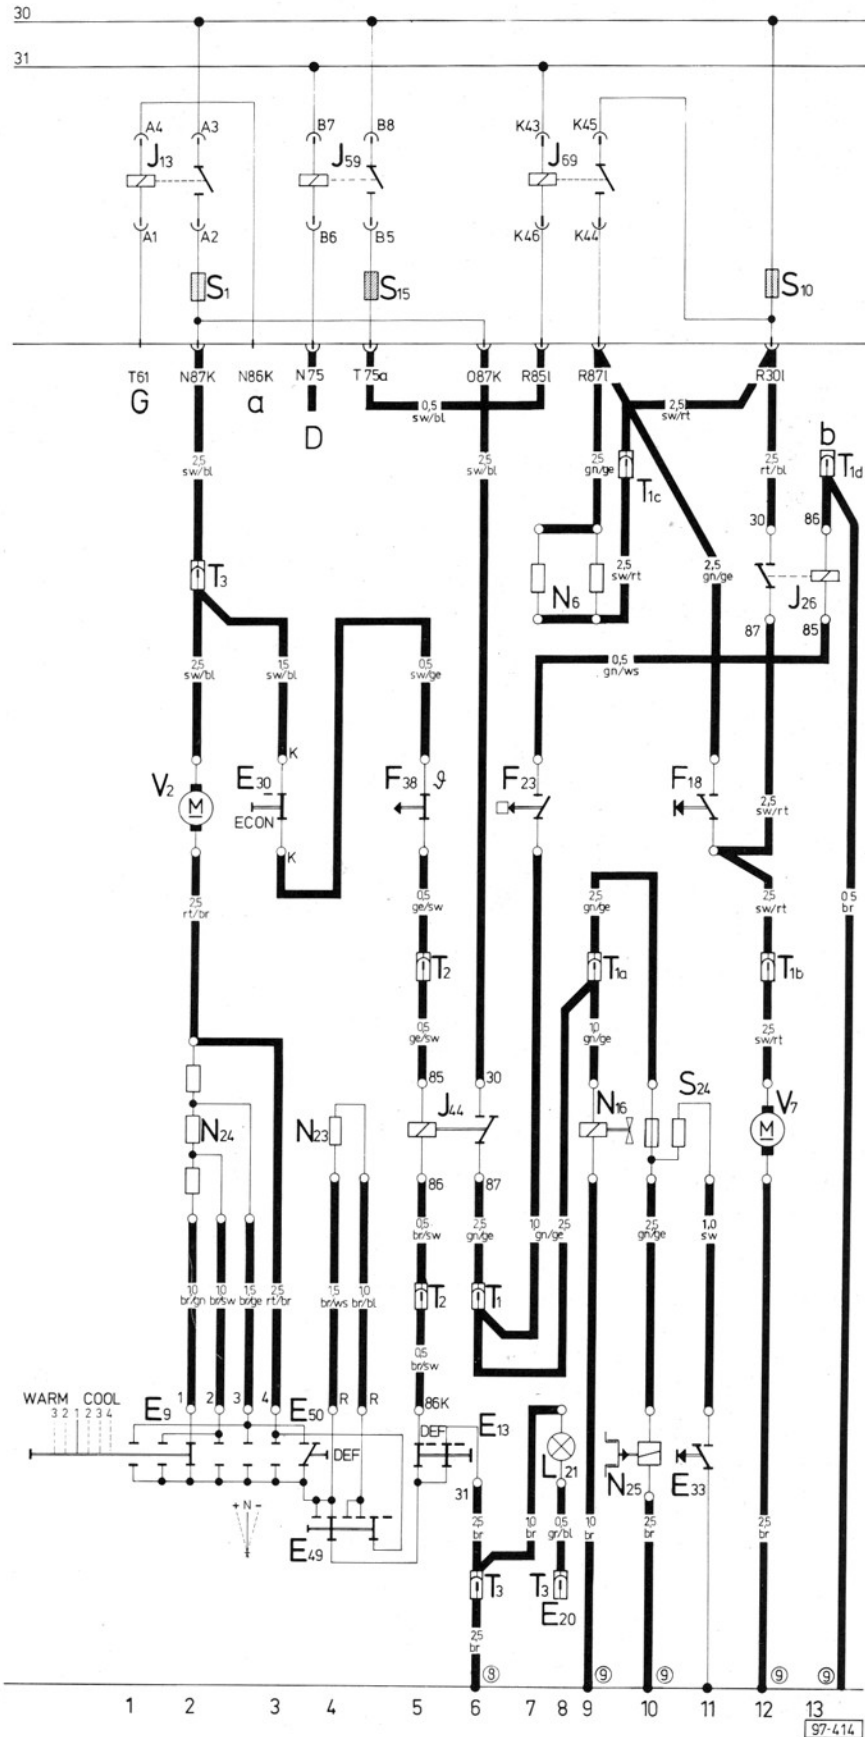 30
31
A4 A3 B7 B8 K43 K45
J13 J59 J69
A1 A2 B6 B5 K46 K44
S1 S15 S10
T61 N87K N86K N75 T75a O87K R85l R87l R30l
G a D b
0,5 sw/bl
2,5 sw/rt
2,5 sw/bl
2,5 sw/bl
2,5 gn/ge
T1c
2,5 rt/bl
T1d
30 86
T3
N6
2,5 sw/rt
2,5 gn/ge
J26
87 85
2,5 sw/bl
1,5 sw/bl
0,5 sw/ge
0,5 gn/ws
K
V2 E30 F38 ϑ F23 F18
M
ECON
2,5 sw/rt
K
2,5 rt/br
0,5 ge/sw
2,5 gn/ge
2,5 sw/rt
0,5 br
T2 T1a T1b
0,5 ge/sw
1,0 gn/ge
2,5 sw/rt
85 30
N24 N23 J44 N16 S24 V7
M
86 87
1,0 br/gn
1,0 br/sw
1,5 br/ge
2,5 rt/br
1,5 br/ws
1,0 br/bl
0,5 br/sw
2,5 gn/ge
1,0 gn/ge
2,5
2,5 gn/ge
1,0 sw
T2 T1
0,5 br/sw
WARM COOL
3 2 1 2 3 4
E9 1 2 3 4 E50 R R 86K
DEF
DEF
E13
L21
N25 E33
31
+ N -
E49
2,5 br
1,0 br
0,5 gr/bl
1,0 br
2,5 br
2,5 br
T3 T3
E20
2,5 br
8 9 9 9 9
1 2 3 4 5 6 7 8 9 10 11 12 13
97-414